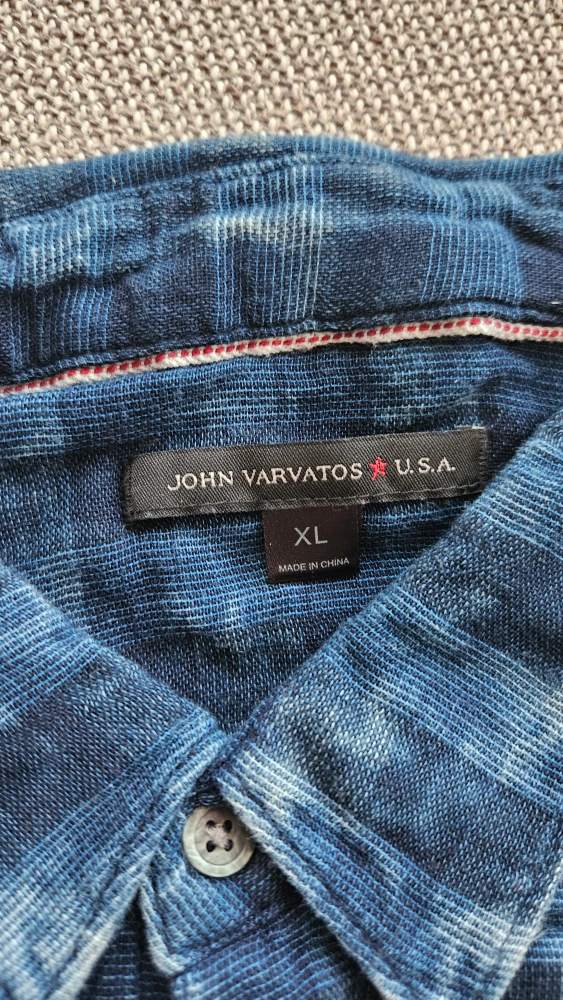 JOHN VARVATOS ★ U.S.A.
XL
MADE IN CHINA